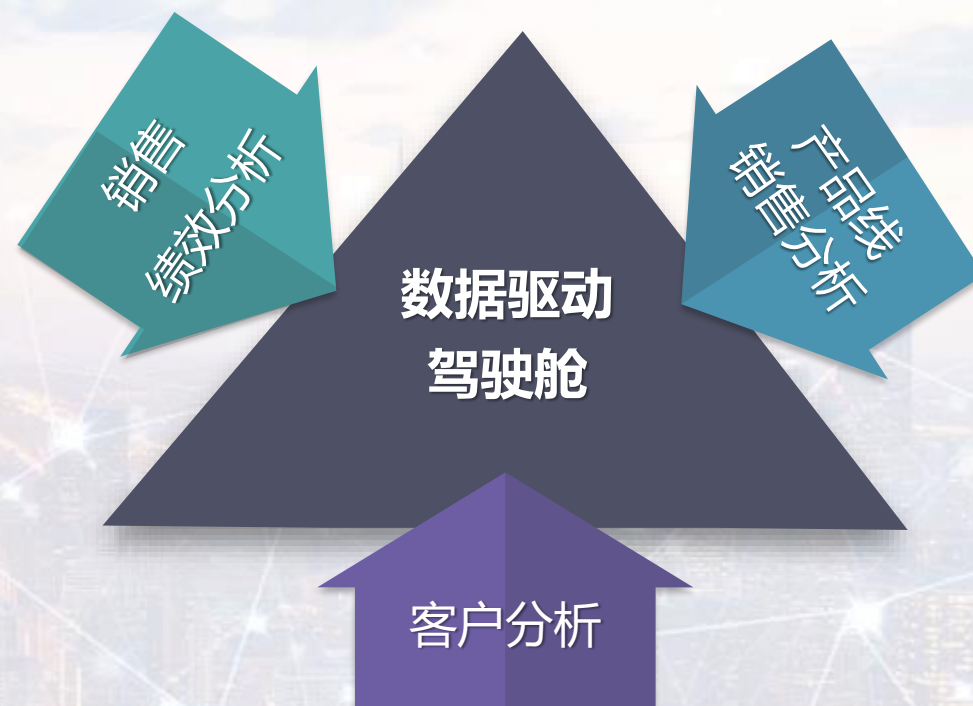 销售
绩效分析
产品线
销售分析
数据驱动
驾驶舱
客户分析